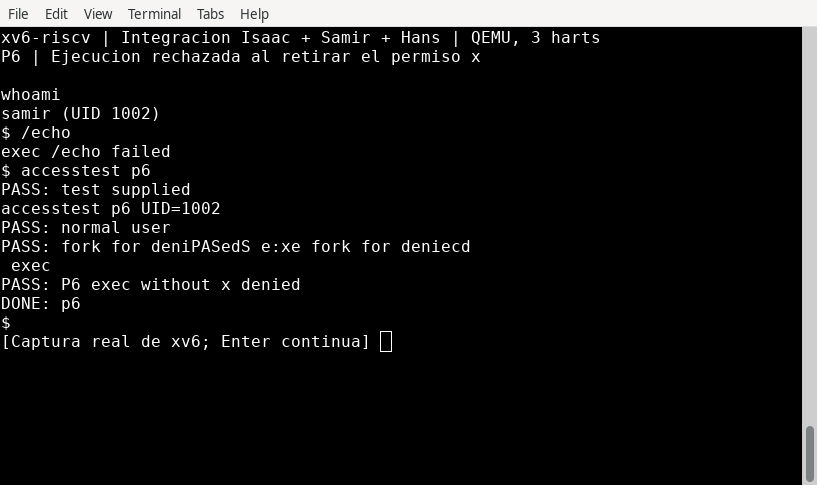 File Edit View Terminal Tabs Help
xv6-riscv | Integracion Isaac + Samir + Hans | QEMU, 3 harts
P6 | Ejecucion rechazada al retirar el permiso x
whoami
samir (UID 1002)
$ /echo
exec /echo failed
$ accesstest p6
PASS: test supplied
accesstest p6 UID=1002
PASS: normal user
PASS: fork for deniPASedS e:xe fork for deniecd
 exec
PASS: P6 exec without x denied
DONE: p6
$
[Captura real de xv6; Enter continua]